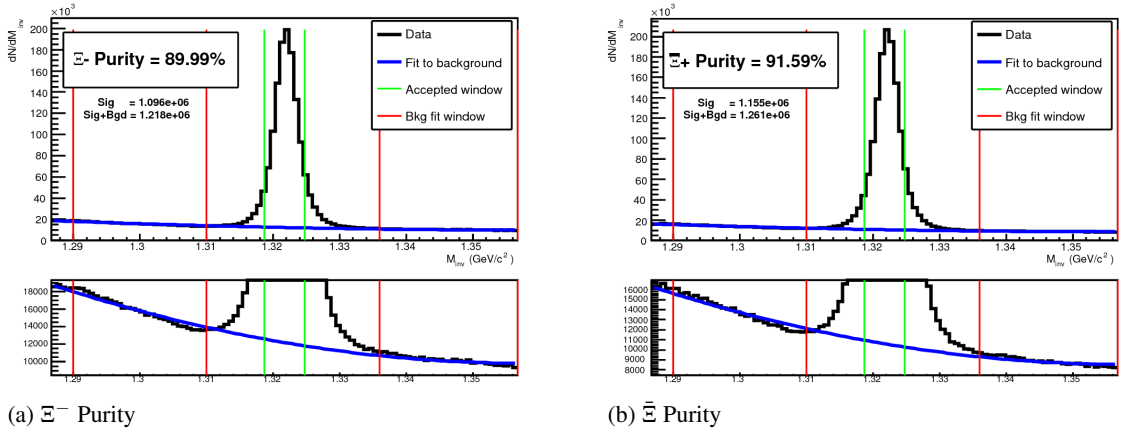 ×10³
dN/dM_inv
200
180
160
140
120
100
80
60
40
20
0
Ξ- Purity = 89.99%
Sig = 1.096e+06
Sig+Bgd = 1.218e+06
Data
Fit to background
Accepted window
Bkg fit window
1.29 1.3 1.31 1.32 1.33 1.34 1.35
M_inv (GeV/c²)
18000
16000
14000
12000
10000
1.29 1.3 1.31 1.32 1.33 1.34 1.35
(a) Ξ⁻ Purity
×10³
dN/dM_inv
200
180
160
140
120
100
80
60
40
20
0
Ξ̄+ Purity = 91.59%
Sig = 1.155e+06
Sig+Bgd = 1.261e+06
Data
Fit to background
Accepted window
Bkg fit window
1.29 1.3 1.31 1.32 1.33 1.34 1.35
M_inv (GeV/c²)
16000
15000
14000
13000
12000
11000
10000
9000
8000
1.29 1.3 1.31 1.32 1.33 1.34 1.35
(b) Ξ̄ Purity